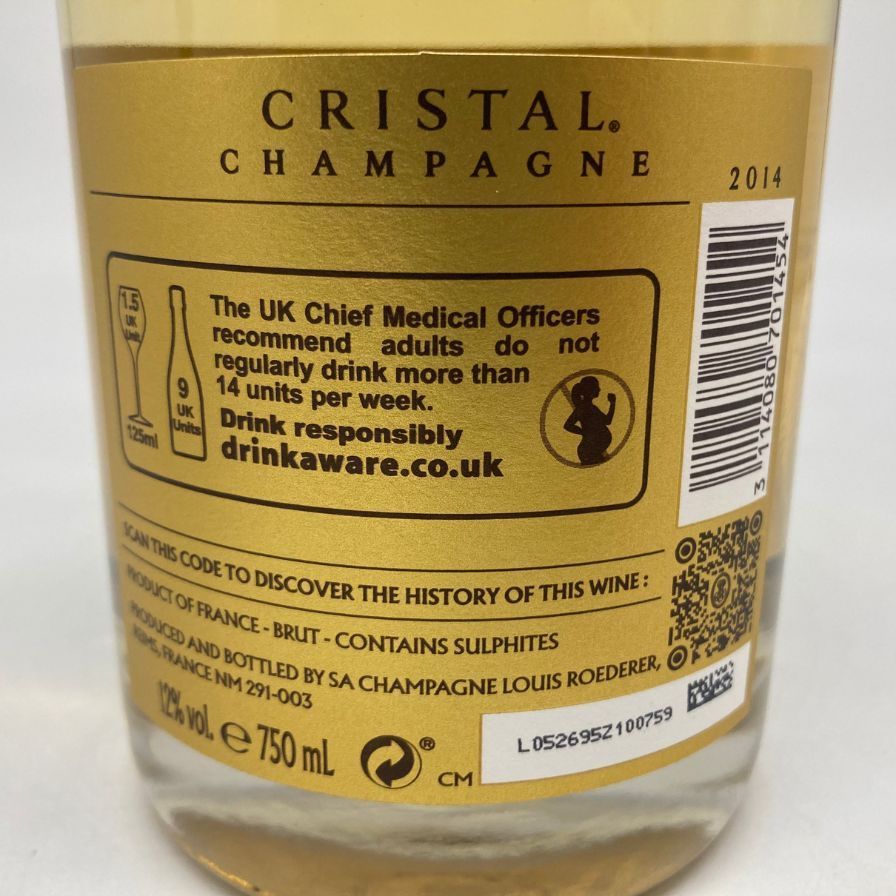 CRISTAL®
CHAMPAGNE
2014
1.5
UK
Unit
125ml
9
UK
Units
The UK Chief Medical Officers
recommend adults do not
regularly drink more than
14 units per week.
Drink responsibly
drinkaware.co.uk
3 114080 701454
SCAN THIS CODE TO DISCOVER THE HISTORY OF THIS WINE :
PRODUCT OF FRANCE - BRUT - CONTAINS SULPHITES
PRODUCED AND BOTTLED BY SA CHAMPAGNE LOUIS ROEDERER,
REIMS, FRANCE NM 291-003
12% vol. e 750 mL
®
CM
L052695Z100759